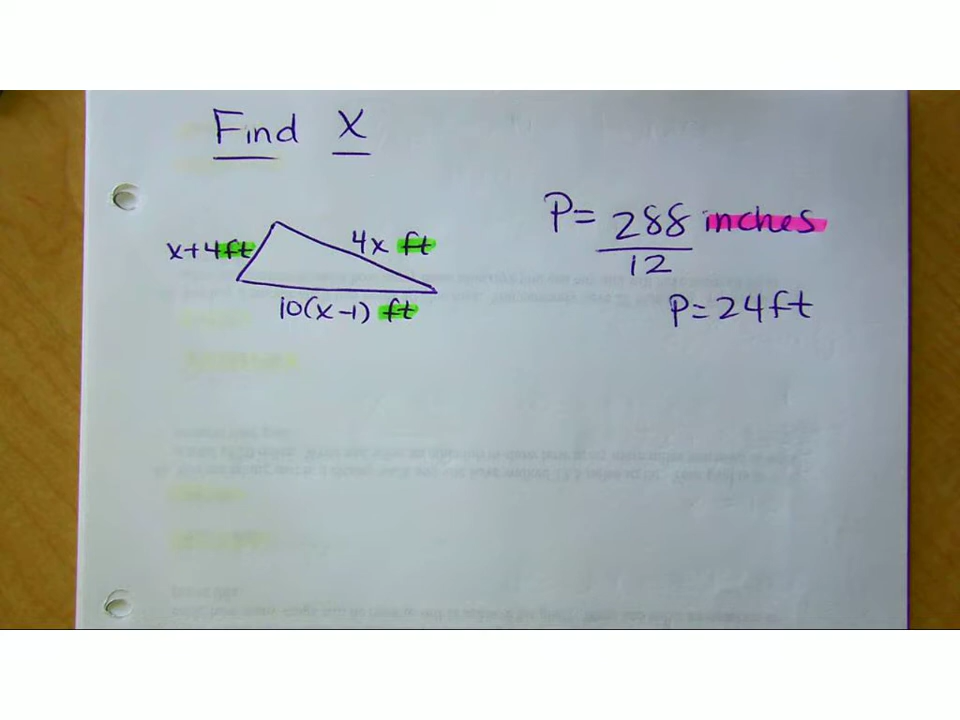 Find X
P= 288 inches
12
P=24ft
x+4ft
4x ft
10(x-1) ft